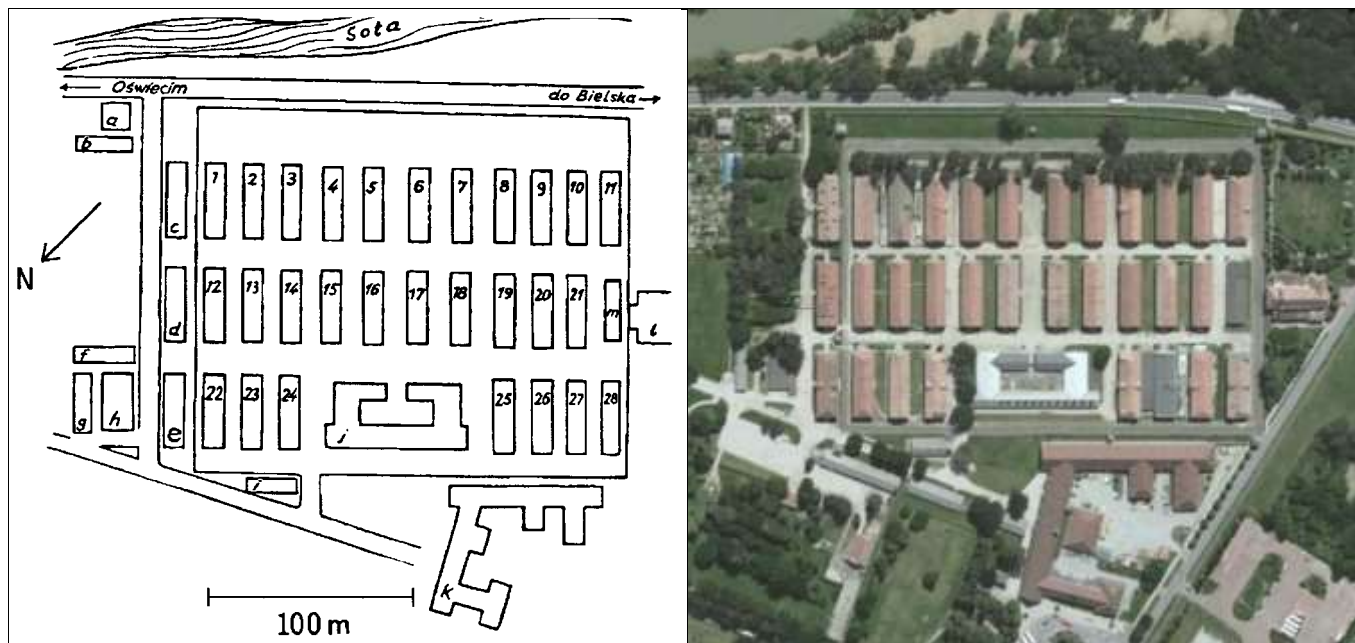 Soła
← Oświecim
do Bielska →
a
b
c
1 2 3 4 5 6 7 8 9 10 11
N
d
12 13 14 15 16 17 18 19 20 21 m
l
f
g h e
22 23 24 j 25 26 27 28
i
k
100 m